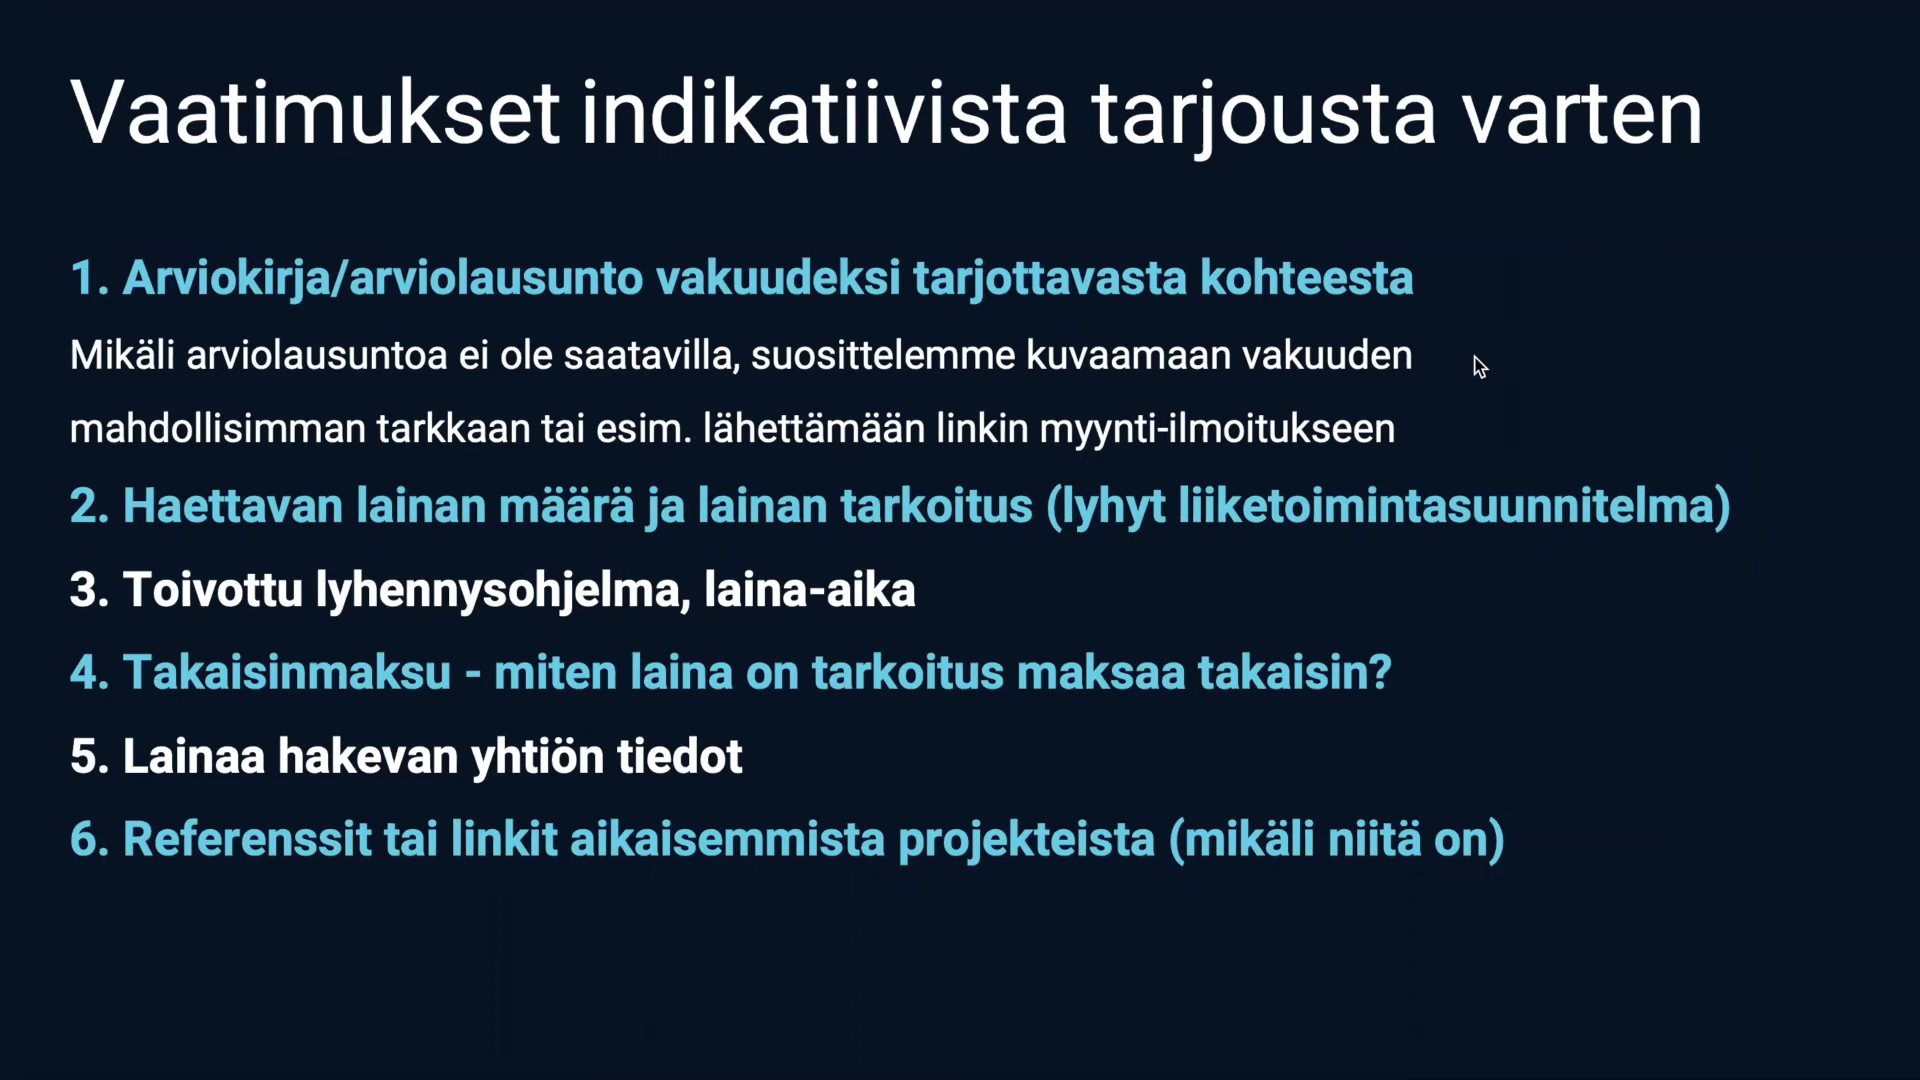 Vaatimukset indikatiivista tarjousta varten
1. Arviokirja/arviolausunto vakuudeksi tarjottavasta kohteesta
Mikäli arviolausuntoa ei ole saatavilla, suosittelemme kuvaamaan vakuuden
mahdollisimman tarkkaan tai esim. lähettämään linkin myynti-ilmoitukseen
2. Haettavan lainan määrä ja lainan tarkoitus (lyhyt liiketoimintasuunnitelma)
3. Toivottu lyhennysohjelma, laina-aika
4. Takaisinmaksu - miten laina on tarkoitus maksaa takaisin?
5. Lainaa hakevan yhtiön tiedot
6. Referenssit tai linkit aikaisemmista projekteista (mikäli niitä on)